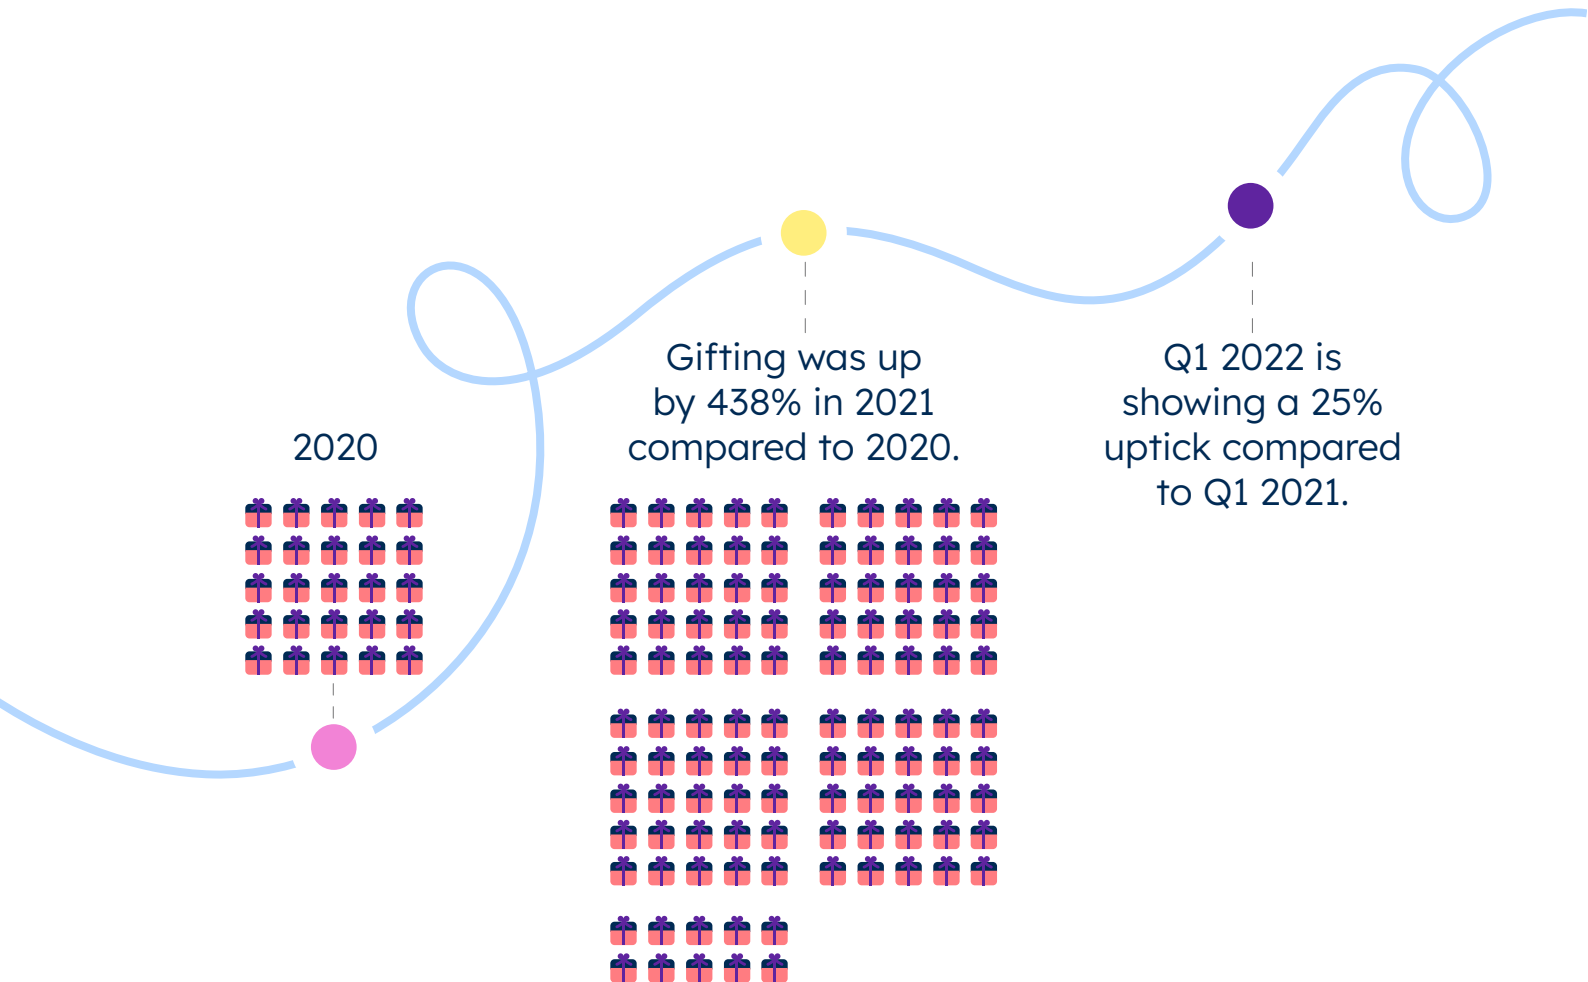 2020
Gifting was up
by 438% in 2021
compared to 2020.
Q1 2022 is
showing a 25%
uptick compared
to Q1 2021.